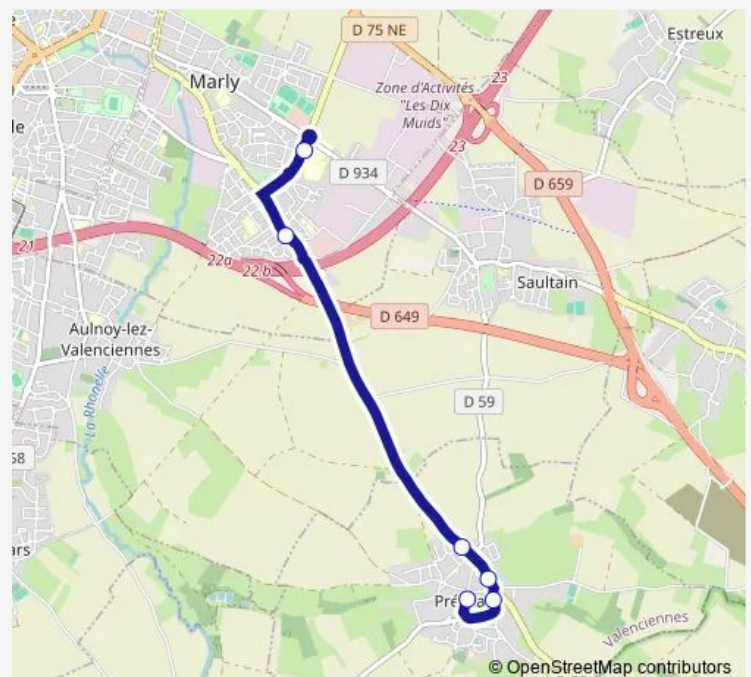 D 75 NE
Estreux
Marly
Zone d'Activités
"Les Dix
Muids"
23
le
23
D 934
D 659
21
22a
22 b
Saultain
D 649
Aulnoy-lez-
Valenciennes
La Rhonelle
D 59
ars
Valenciennes
© OpenStreetMap contributors